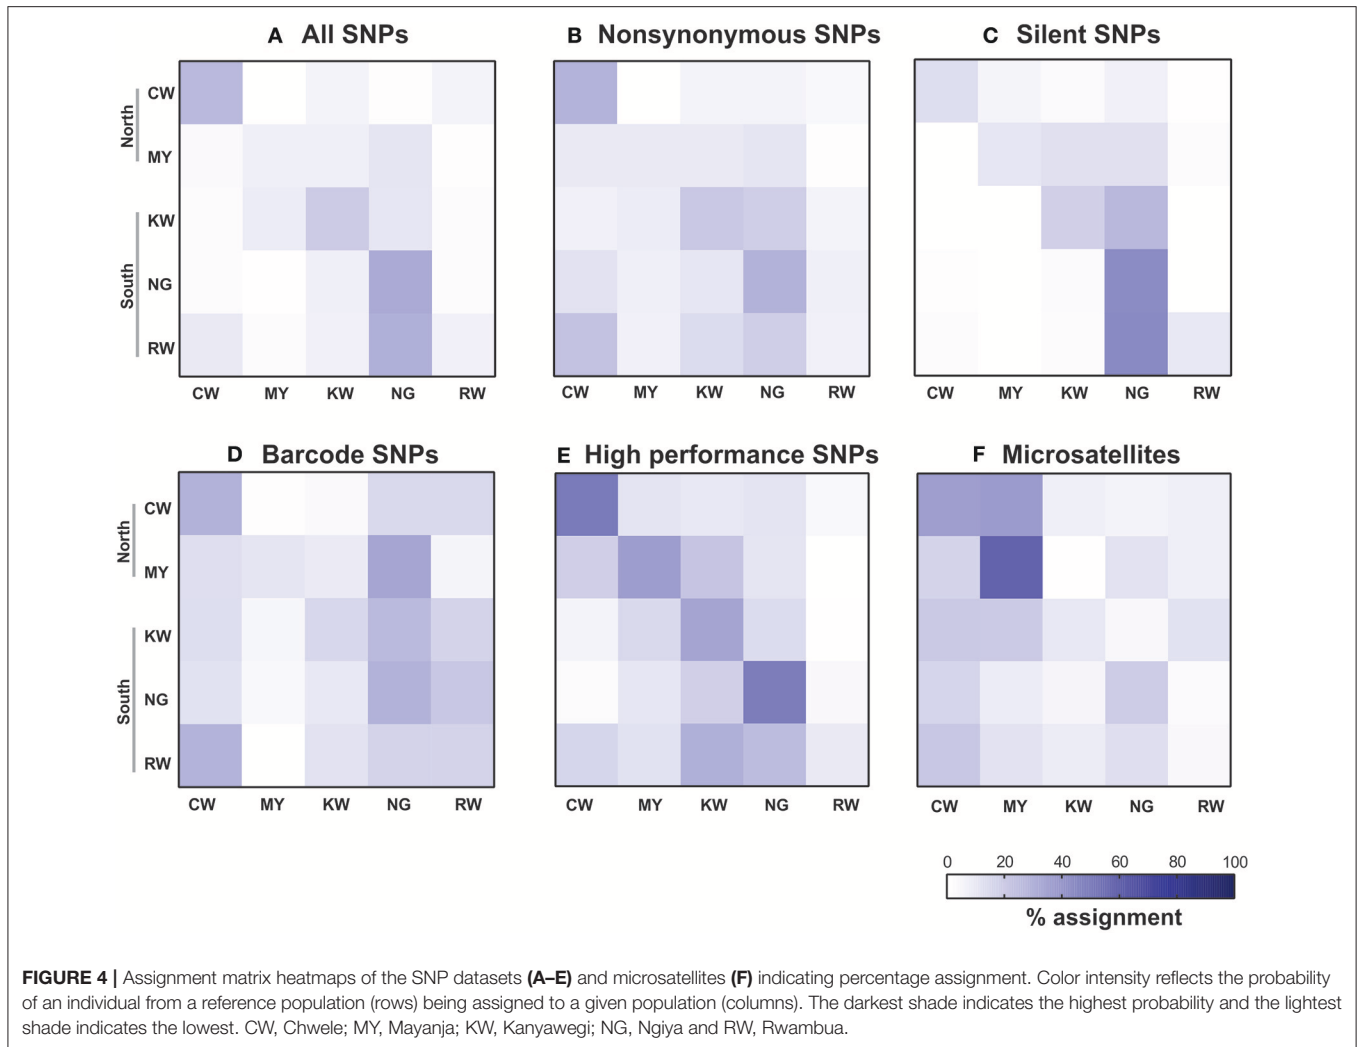 A All SNPs
B Nonsynonymous SNPs
C Silent SNPs
North
South
CW
MY
KW
NG
RW
CW MY KW NG RW
CW MY KW NG RW
CW MY KW NG RW
D Barcode SNPs
E High performance SNPs
F Microsatellites
North
South
CW
MY
KW
NG
RW
CW MY KW NG RW
CW MY KW NG RW
CW MY KW NG RW
0 20 40 60 80 100
% assignment
FIGURE 4 | Assignment matrix heatmaps of the SNP datasets (A–E) and microsatellites (F) indicating percentage assignment. Color intensity reflects the probability
of an individual from a reference population (rows) being assigned to a given population (columns). The darkest shade indicates the highest probability and the lightest
shade indicates the lowest. CW, Chwele; MY, Mayanja; KW, Kanyawegi; NG, Ngiya and RW, Rwambua.